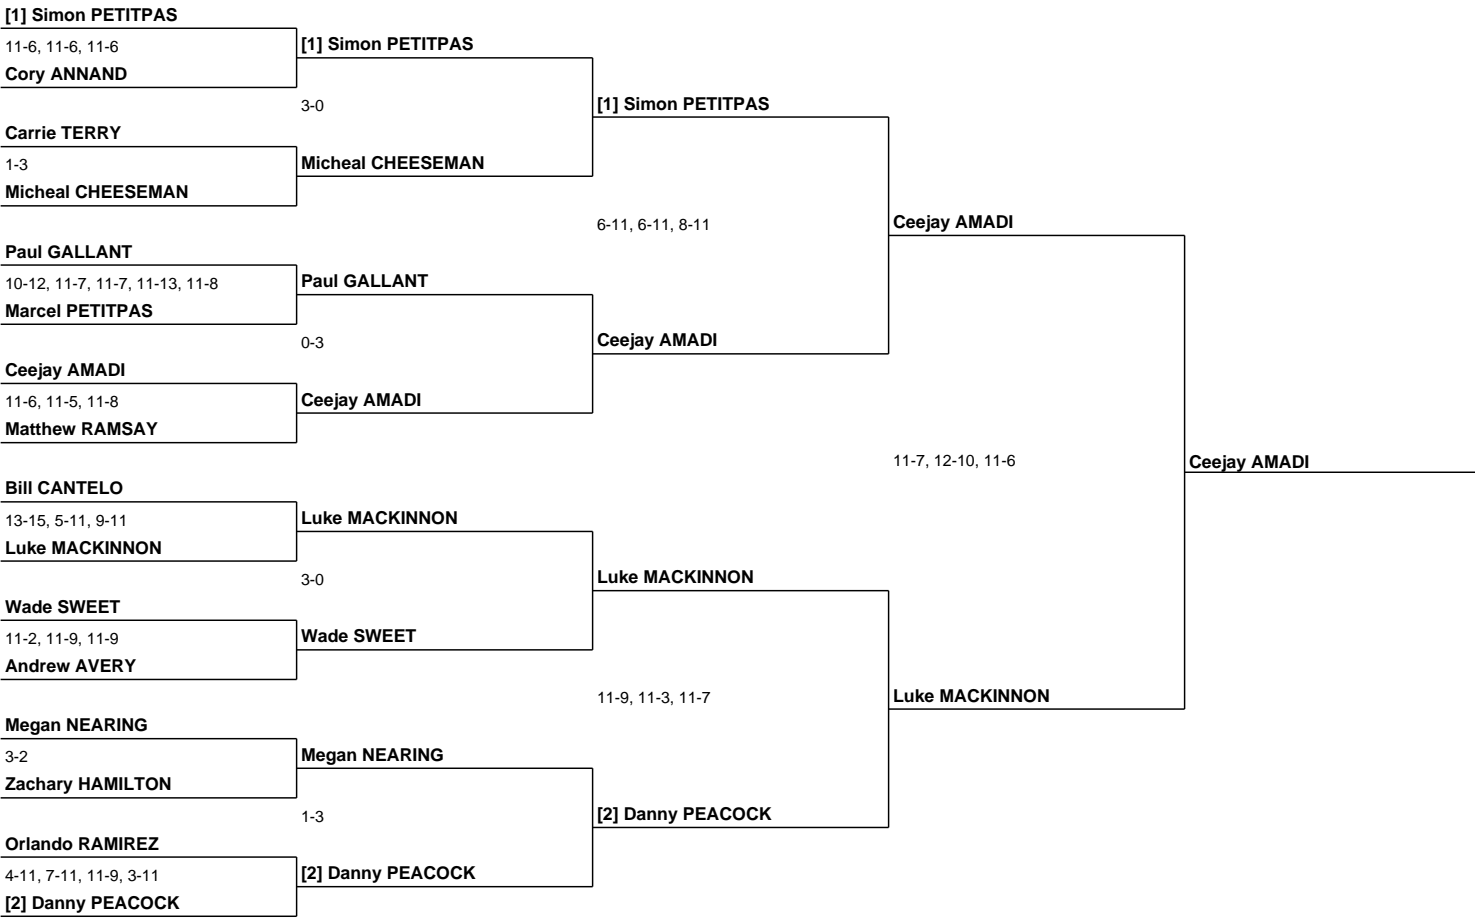 [1] Simon PETITPAS
11-6, 11-6, 11-6
Cory ANNAND
Carrie TERRY
1-3
Micheal CHEESEMAN
Paul GALLANT
10-12, 11-7, 11-7, 11-13, 11-8
Marcel PETITPAS
Ceejay AMADI
11-6, 11-5, 11-8
Matthew RAMSAY
Bill CANTELO
13-15, 5-11, 9-11
Luke MACKINNON
Wade SWEET
11-2, 11-9, 11-9
Andrew AVERY
Megan NEARING
3-2
Zachary HAMILTON
Orlando RAMIREZ
4-11, 7-11, 11-9, 3-11
[2] Danny PEACOCK
[1] Simon PETITPAS
3-0
Micheal CHEESEMAN
Paul GALLANT
0-3
Ceejay AMADI
Luke MACKINNON
3-0
Wade SWEET
Megan NEARING
1-3
[2] Danny PEACOCK
[1] Simon PETITPAS
6-11, 6-11, 8-11
Ceejay AMADI
Luke MACKINNON
11-9, 11-3, 11-7
[2] Danny PEACOCK
Ceejay AMADI
11-7, 12-10, 11-6
Luke MACKINNON
Ceejay AMADI